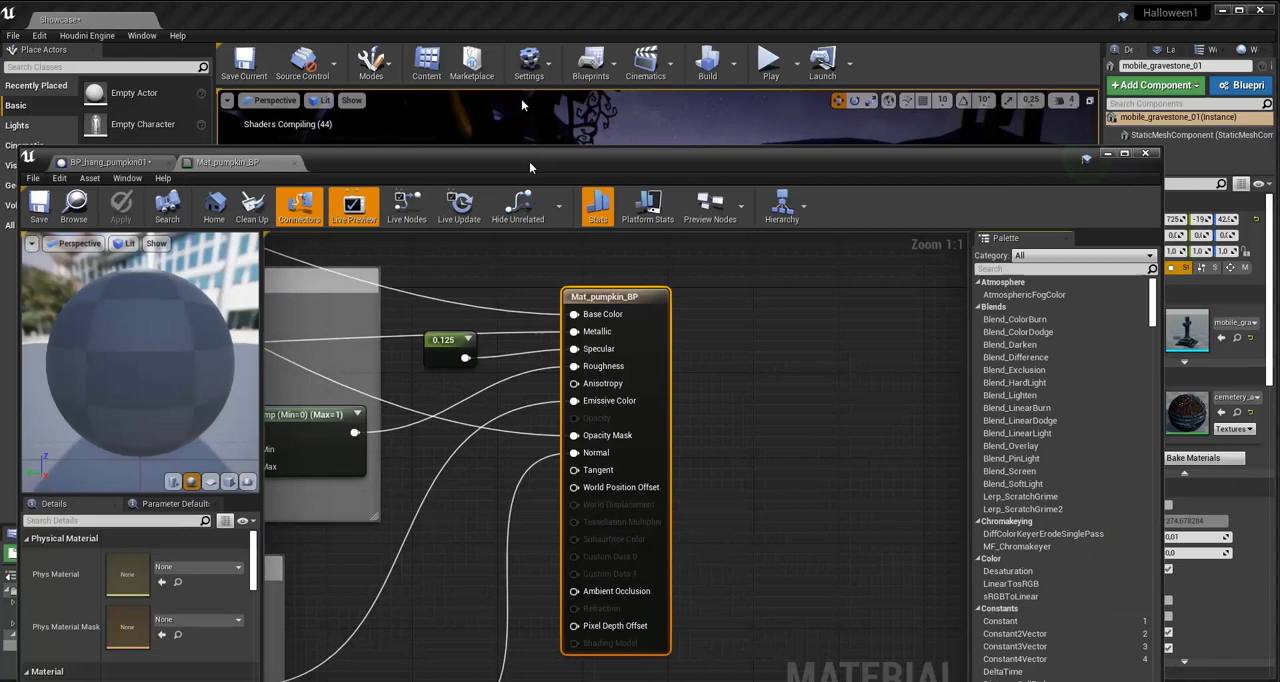 Showcase*
Halloween1
File Edit Houdini Engine Window Help
Place Actors
Search Classes
Recently Placed
Basic
Lights
Empty Actor
Empty Character
Save Current Source Control Modes Content Marketplace Settings Blueprints Cinematics Build Play Launch
Perspective Lit Show
10 10° 0,25 4
Shaders Compiling (44)
mobile_gravestone_01
+Add Component
Bluepri
Search Components
mobile_gravestone_01(Instance)
StaticMeshComponent (StaticMeshCom
BP_hang_pumpkin01*
Mat_pumpkin_BP
File Edit Asset Window Help
Save Browse Apply Search Home Clean Up Connectors Live Preview Live Nodes Live Update Hide Unrelated Stats Platform Stats Preview Nodes Hierarchy
Perspective Lit Show
Zoom 1:1
Palette
Category: All
Search
Atmosphere
AtmosphericFogColor
Blends
Blend_ColorBurn
Blend_ColorDodge
Blend_Darken
Blend_Difference
Blend_Exclusion
Blend_HardLight
Blend_Lighten
Blend_LinearBurn
Blend_LinearDodge
Blend_LinearLight
Blend_Overlay
Blend_PinLight
Blend_Screen
Blend_SoftLight
Lerp_ScratchGrime
Lerp_ScratchGrime2
Chromakeying
DiffColorKeyerErodeSinglePass
MF_Chromakeyer
Color
Desaturation
LinearTosRGB
sRGBToLinear
Constants
Constant 1
Constant2Vector 2
Constant3Vector 3
Constant4Vector 4
DeltaTime
Mat_pumpkin_BP
Base Color
Metallic
Specular
Roughness
Anisotropy
Emissive Color
Opacity
Opacity Mask
Normal
Tangent
World Position Offset
World Displacement
Tessellation Multiplier
Subsurface Color
Custom Data 0
Custom Data 1
Ambient Occlusion
Refraction
Pixel Depth Offset
Shading Model
0.125
mp (Min=0) (Max=1)
Min
Max
MATERIAL
Details
Parameter Default
Search Details
Physical Material
Phys Material
None
None
Phys Material Mask
None
None
Material
mobile_gra
cemetery_a
Textures
Bake Materials
274,678284
0,01
0,0